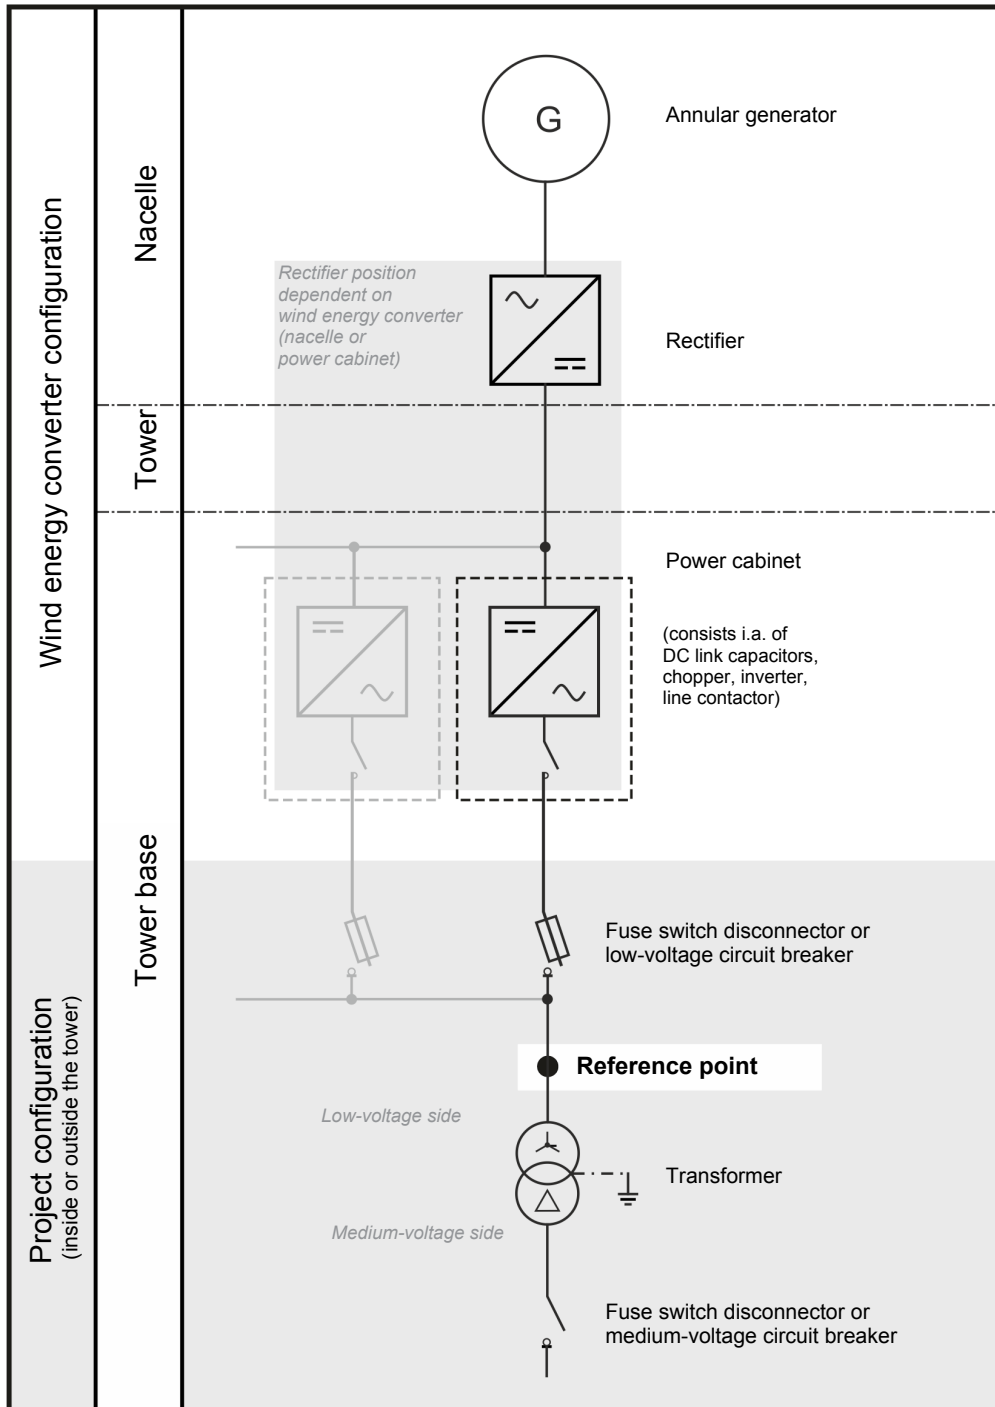 Wind energy converter configuration
Project configuration
(inside or outside the tower)
Nacelle
Tower
Tower base
G
Annular generator
Rectifier position
dependent on
wind energy converter
(nacelle or
power cabinet)
Rectifier
Power cabinet
(consists i.a. of
DC link capacitors,
chopper, inverter,
line contactor)
Fuse switch disconnector or
low-voltage circuit breaker
Reference point
Low-voltage side
Transformer
Medium-voltage side
Fuse switch disconnector or
medium-voltage circuit breaker